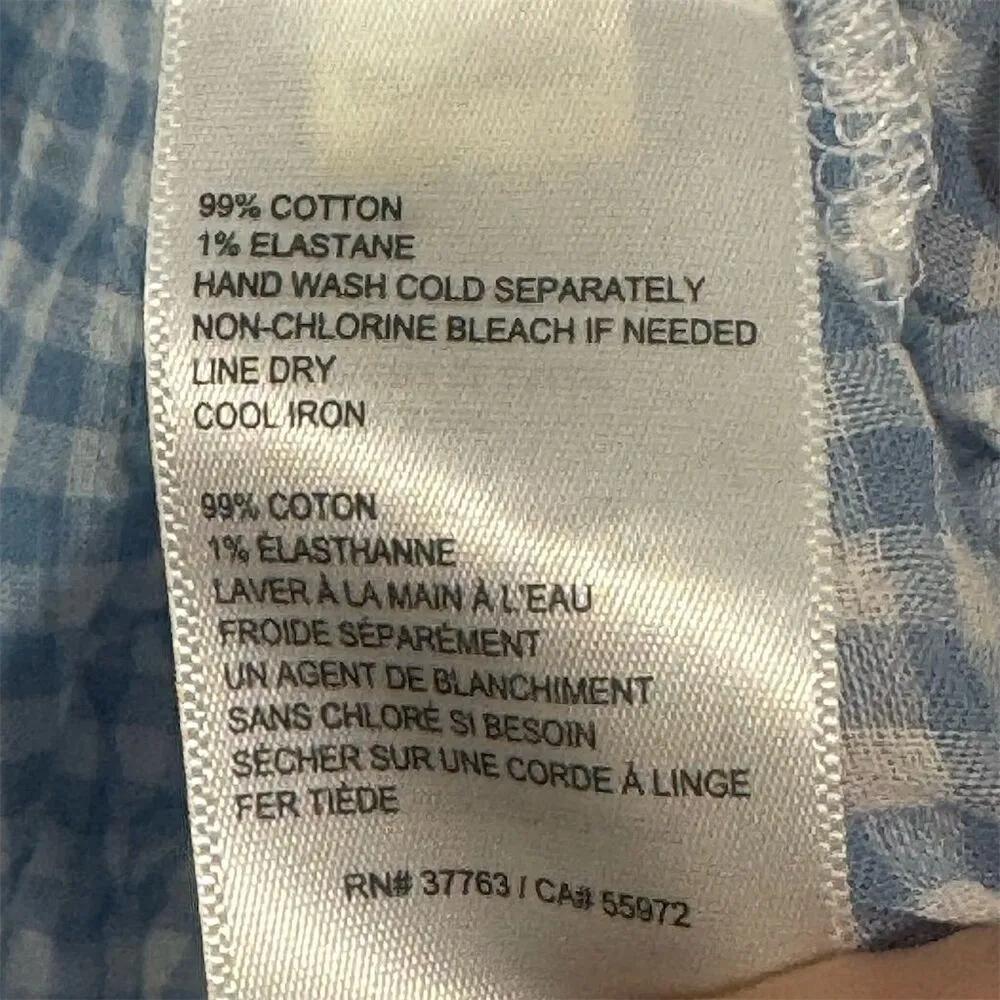 99% COTTON
1% ELASTANE
HAND WASH COLD SEPARATELY
NON-CHLORINE BLEACH IF NEEDED
LINE DRY
COOL IRON
99% COTON
1% ÉLASTHANNE
LAVER À LA MAIN À L'EAU
FROIDE SÉPARÉMENT
UN AGENT DE BLANCHIMENT
SANS CHLORE SI BESOIN
SÉCHER SUR UNE CORDE À LINGE
FER TIÈDE
RN# 37763 / CA# 55972